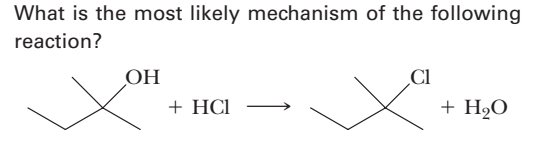 What is the most likely mechanism of the following
reaction?
OH
Cl
+ HCl ⟶
+ H₂O